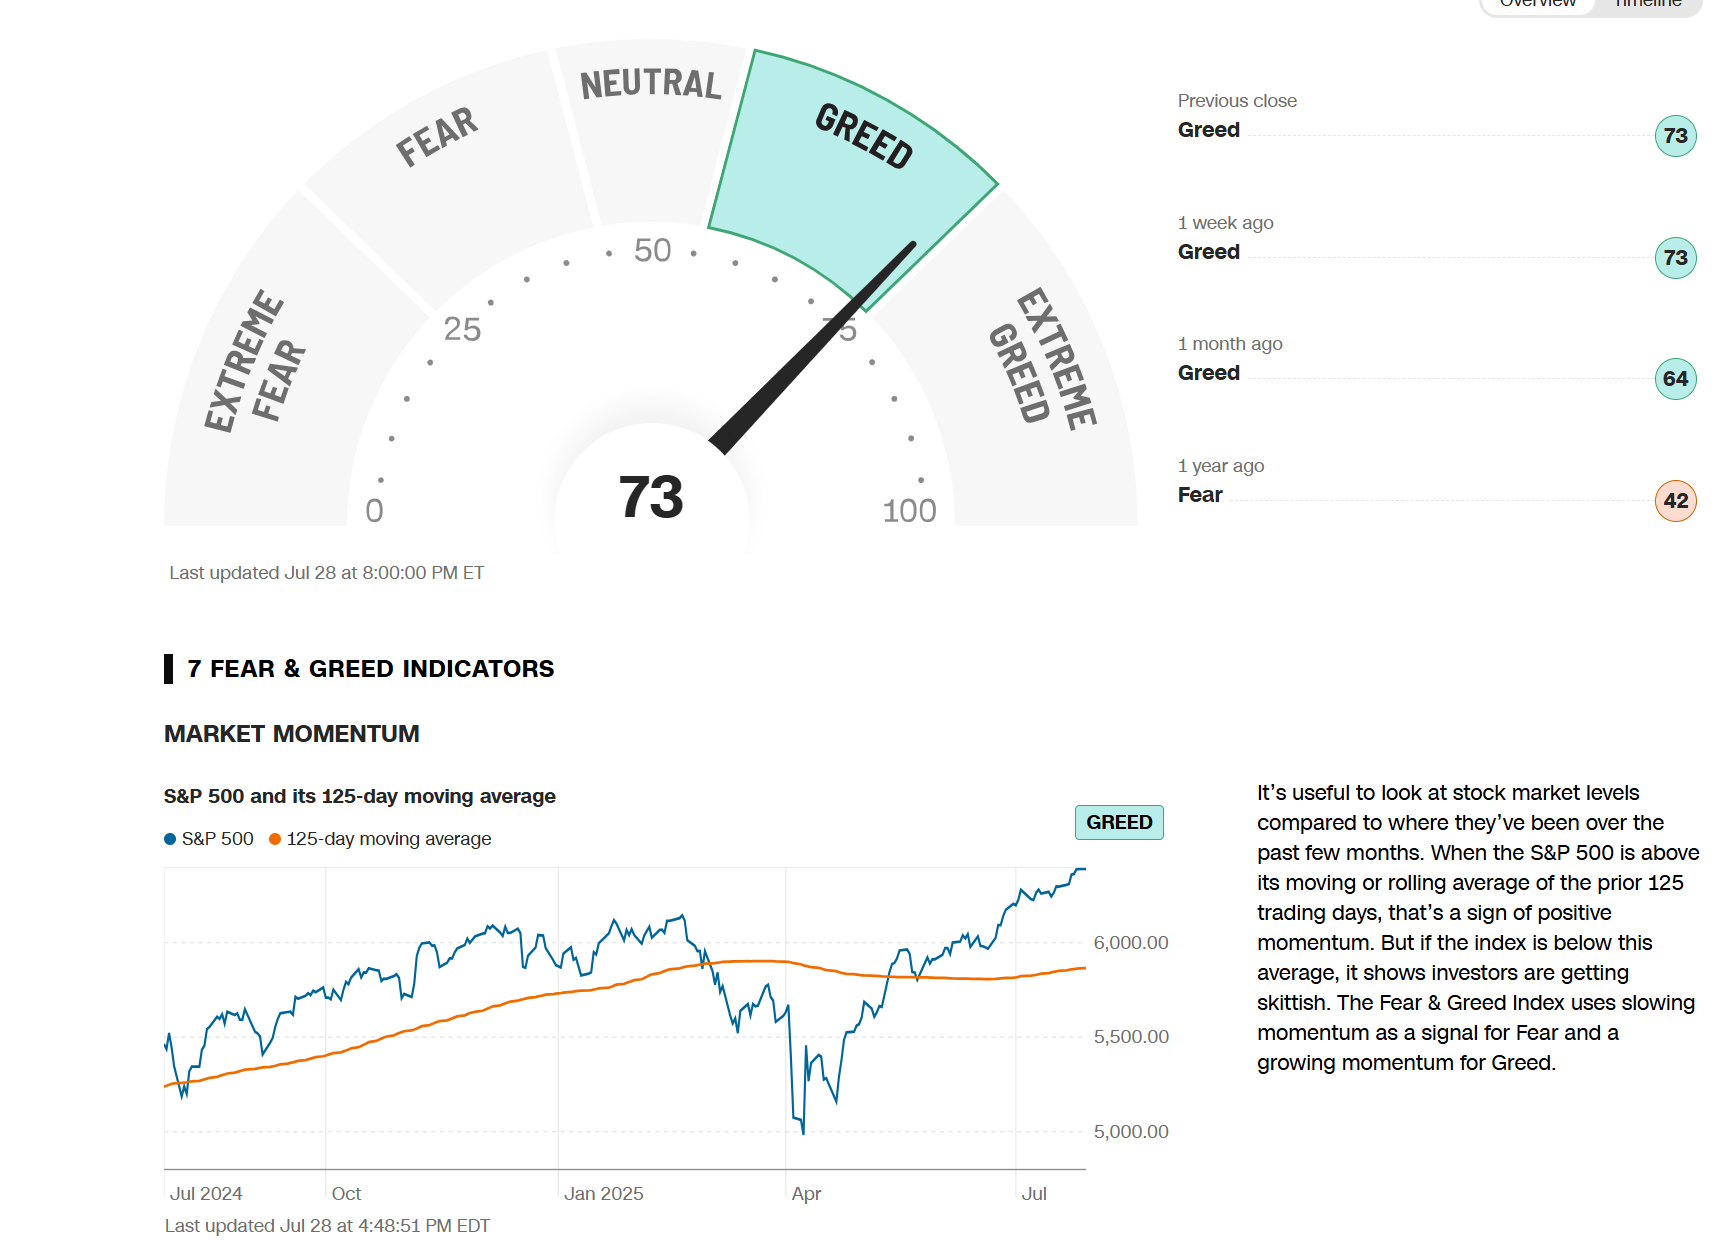 Overview Timeline
NEUTRAL
FEAR
GREED
EXTREME
FEAR
EXTREME
GREED
0
25
50
75
100
73
Last updated Jul 28 at 8:00:00 PM ET
Previous close
Greed 73
1 week ago
Greed 73
1 month ago
Greed 64
1 year ago
Fear 42
7 FEAR & GREED INDICATORS
MARKET MOMENTUM
S&P 500 and its 125-day moving average
GREED
S&P 500 125-day moving average
6,000.00
5,500.00
5,000.00
Jul 2024 Oct Jan 2025 Apr Jul
Last updated Jul 28 at 4:48:51 PM EDT
It’s useful to look at stock market levels
compared to where they’ve been over the
past few months. When the S&P 500 is above
its moving or rolling average of the prior 125
trading days, that’s a sign of positive
momentum. But if the index is below this
average, it shows investors are getting
skittish. The Fear & Greed Index uses slowing
momentum as a signal for Fear and a
growing momentum for Greed.